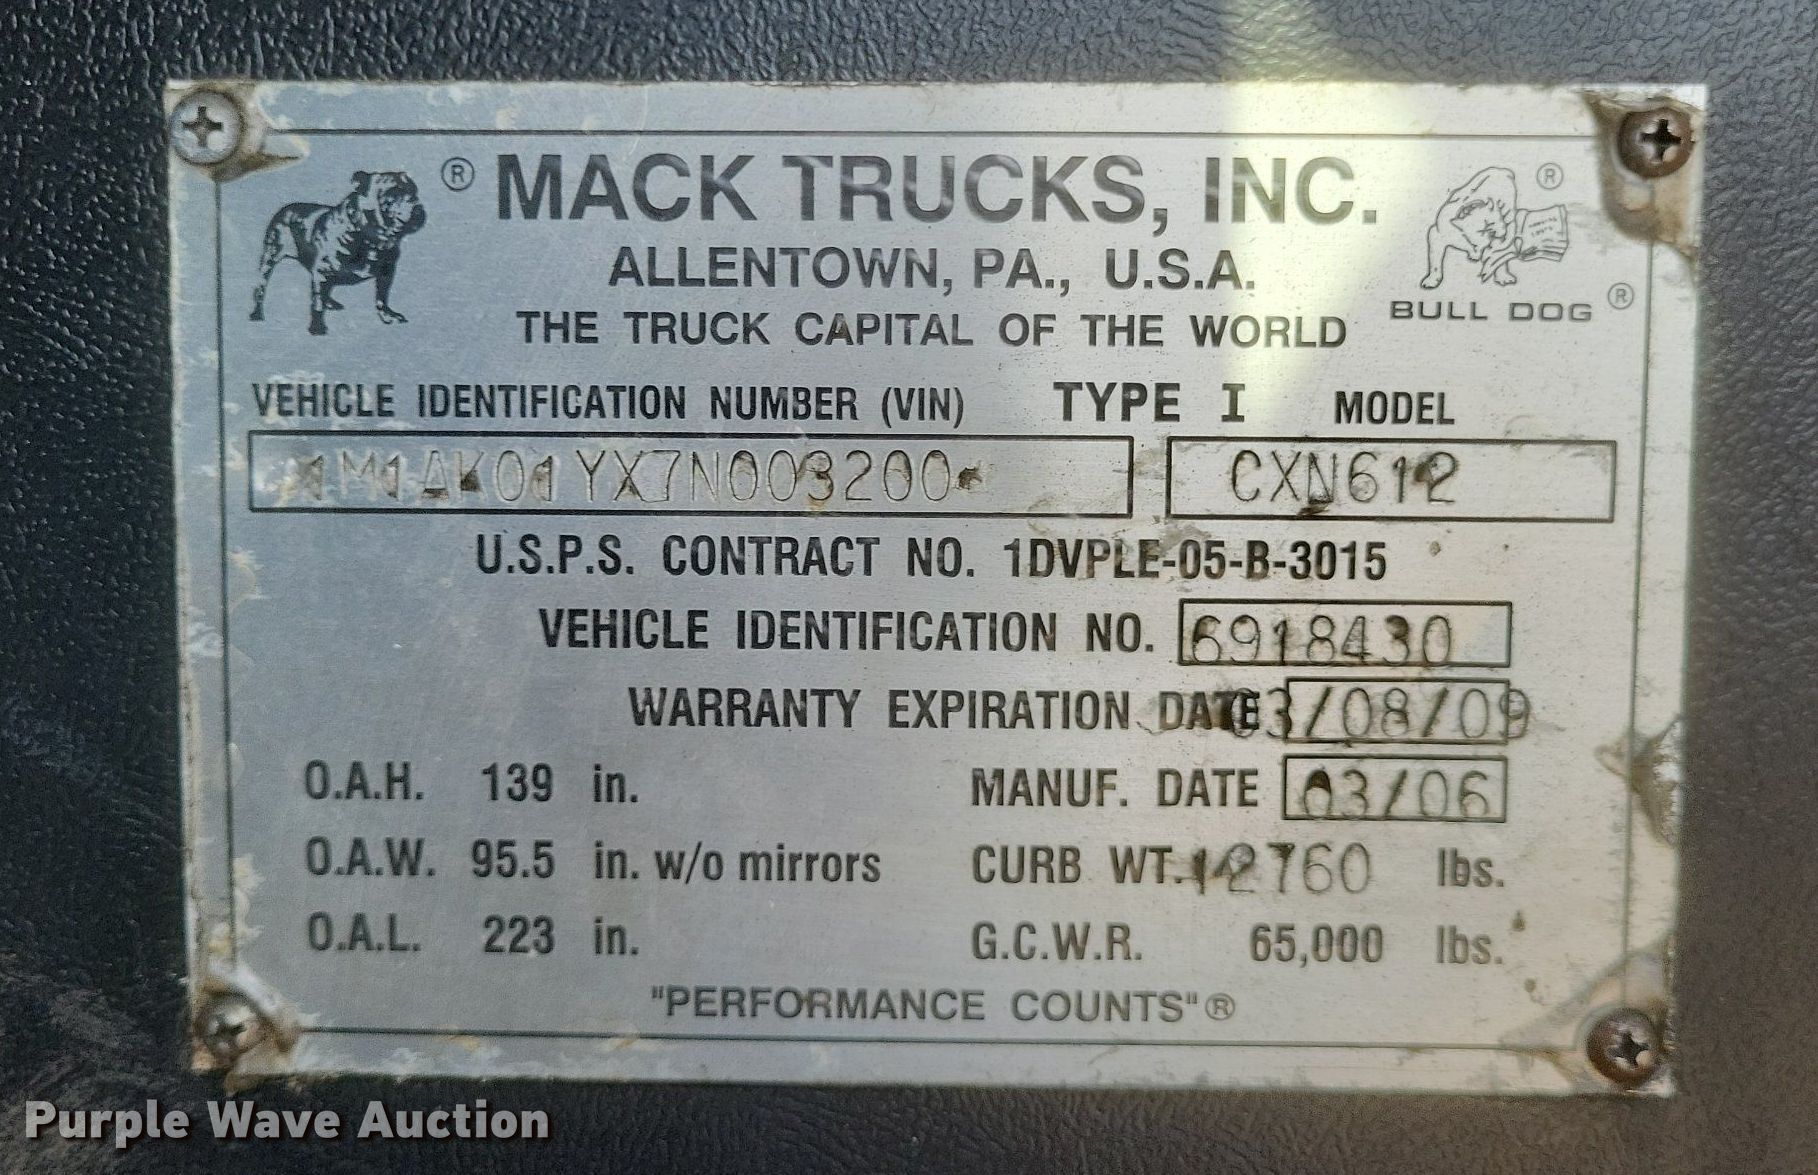 ® MACK TRUCKS, INC. ®
ALLENTOWN, PA., U.S.A.
BULL DOG ®
THE TRUCK CAPITAL OF THE WORLD
VEHICLE IDENTIFICATION NUMBER (VIN) TYPE I MODEL
*1M1AK01YX7N003200* CXN612
U.S.P.S. CONTRACT NO. 1DVPLE-05-B-3015
VEHICLE IDENTIFICATION NO. 6918430
WARRANTY EXPIRATION DATE 03/08/09
O.A.H. 139 in. MANUF. DATE 03/06
O.A.W. 95.5 in. w/o mirrors CURB WT. 12760 lbs.
O.A.L. 223 in. G.C.W.R. 65,000 lbs.
"PERFORMANCE COUNTS"®
Purple Wave Auction